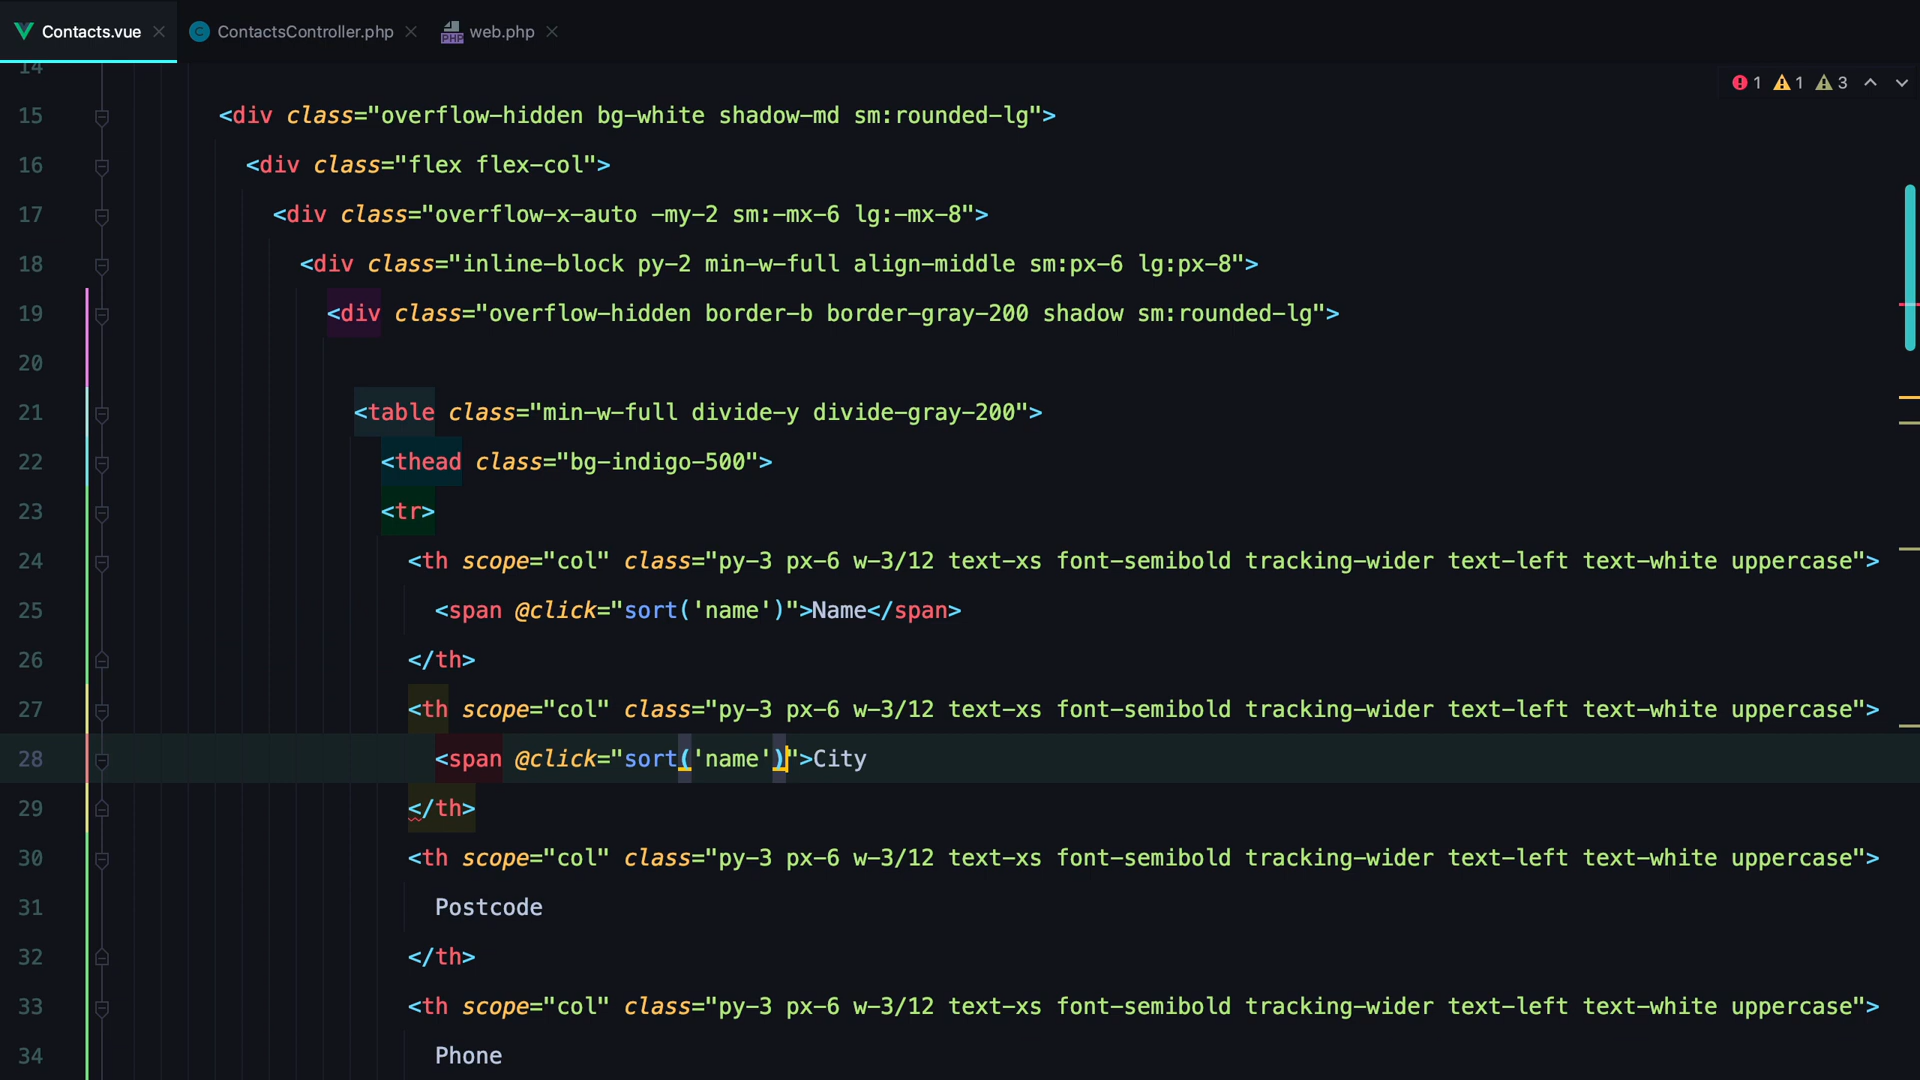 Contacts.vue ContactsController.php web.php
14 1 1 3
15 <div class="overflow-hidden bg-white shadow-md sm:rounded-lg">
16 <div class="flex flex-col">
17 <div class="overflow-x-auto -my-2 sm:-mx-6 lg:-mx-8">
18 <div class="inline-block py-2 min-w-full align-middle sm:px-6 lg:px-8">
19 <div class="overflow-hidden border-b border-gray-200 shadow sm:rounded-lg">
20
21 <table class="min-w-full divide-y divide-gray-200">
22 <thead class="bg-indigo-500">
23 <tr>
24 <th scope="col" class="py-3 px-6 w-3/12 text-xs font-semibold tracking-wider text-left text-white uppercase">
25 <span @click="sort('name')">Name</span>
26 </th>
27 <th scope="col" class="py-3 px-6 w-3/12 text-xs font-semibold tracking-wider text-left text-white uppercase">
28 <span @click="sort('name')">City
29 </th>
30 <th scope="col" class="py-3 px-6 w-3/12 text-xs font-semibold tracking-wider text-left text-white uppercase">
31 Postcode
32 </th>
33 <th scope="col" class="py-3 px-6 w-3/12 text-xs font-semibold tracking-wider text-left text-white uppercase">
34 Phone